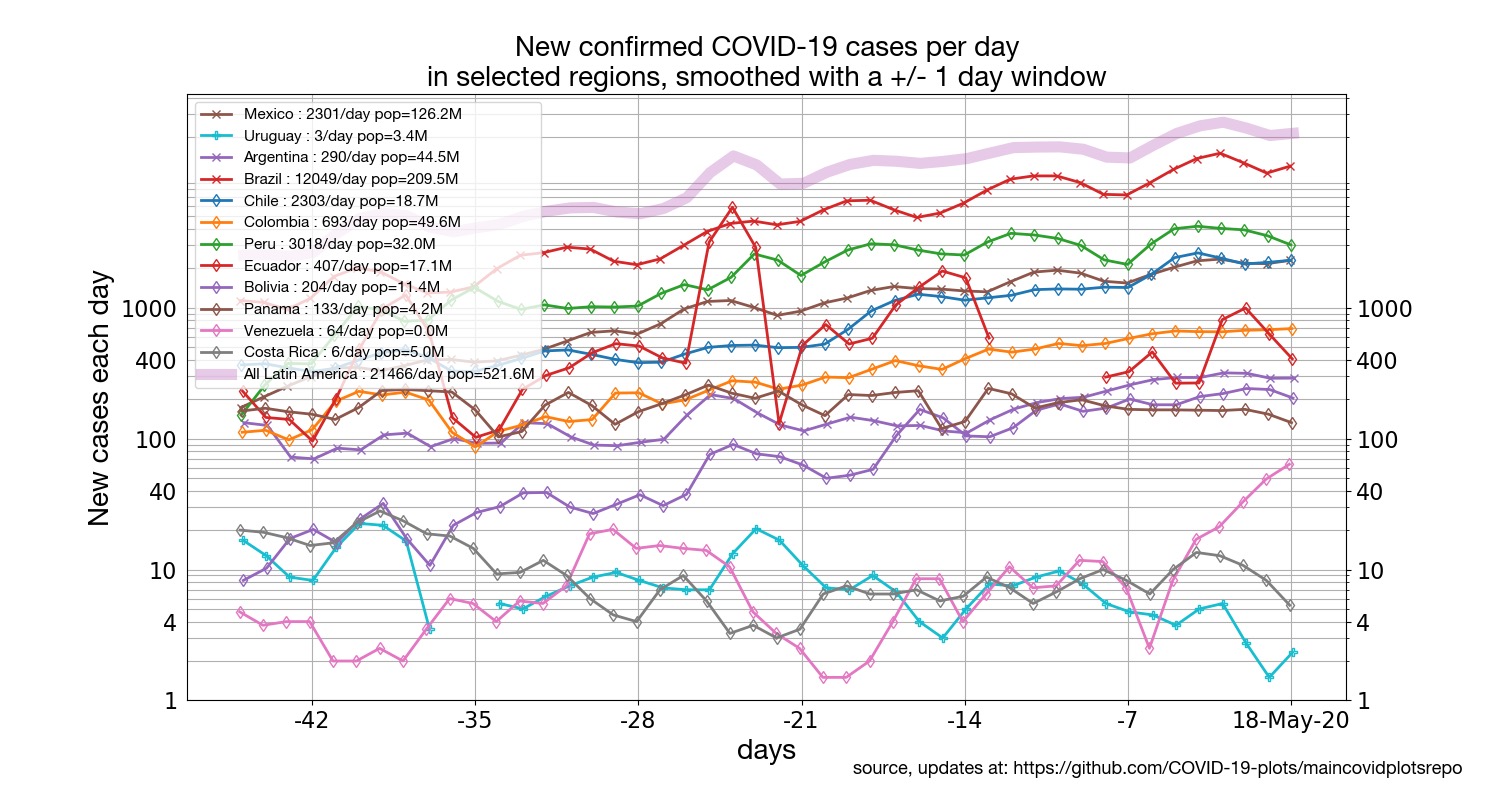 New confirmed COVID-19 cases per day
in selected regions, smoothed with a +/- 1 day window
Mexico : 2301/day pop=126.2M
Uruguay : 3/day pop=3.4M
Argentina : 290/day pop=44.5M
Brazil : 12049/day pop=209.5M
Chile : 2303/day pop=18.7M
Colombia : 693/day pop=49.6M
Peru : 3018/day pop=32.0M
Ecuador : 407/day pop=17.1M
Bolivia : 204/day pop=11.4M
Panama : 133/day pop=4.2M
Venezuela : 64/day pop=0.0M
Costa Rica : 6/day pop=5.0M
All Latin America : 21466/day pop=521.6M
New cases each day
1000
400
100
40
10
4
1
1000
400
100
40
10
4
1
-42
-35
-28
-21
-14
-7
18-May-20
days
source, updates at: https://github.com/COVID-19-plots/maincovidplotsrepo